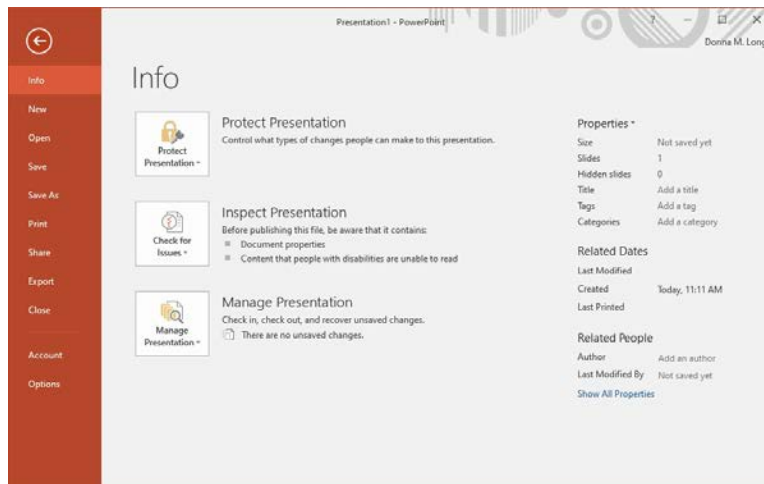 Presentation1 - PowerPoint
?
Donna M. Long
Info
New
Open
Save
Save As
Print
Share
Export
Close
Account
Options
Info
Protect Presentation
Protect Presentation
Control what types of changes people can make to this presentation.
Check for Issues
Inspect Presentation
Before publishing this file, be aware that it contains:
Document properties
Content that people with disabilities are unable to read
Manage Presentation
Manage Presentation
Check in, check out, and recover unsaved changes.
There are no unsaved changes.
Properties
Size Not saved yet
Slides 1
Hidden slides 0
Title Add a title
Tags Add a tag
Categories Add a category
Related Dates
Last Modified
Created Today, 11:11 AM
Last Printed
Related People
Author Add an author
Last Modified By Not saved yet
Show All Properties